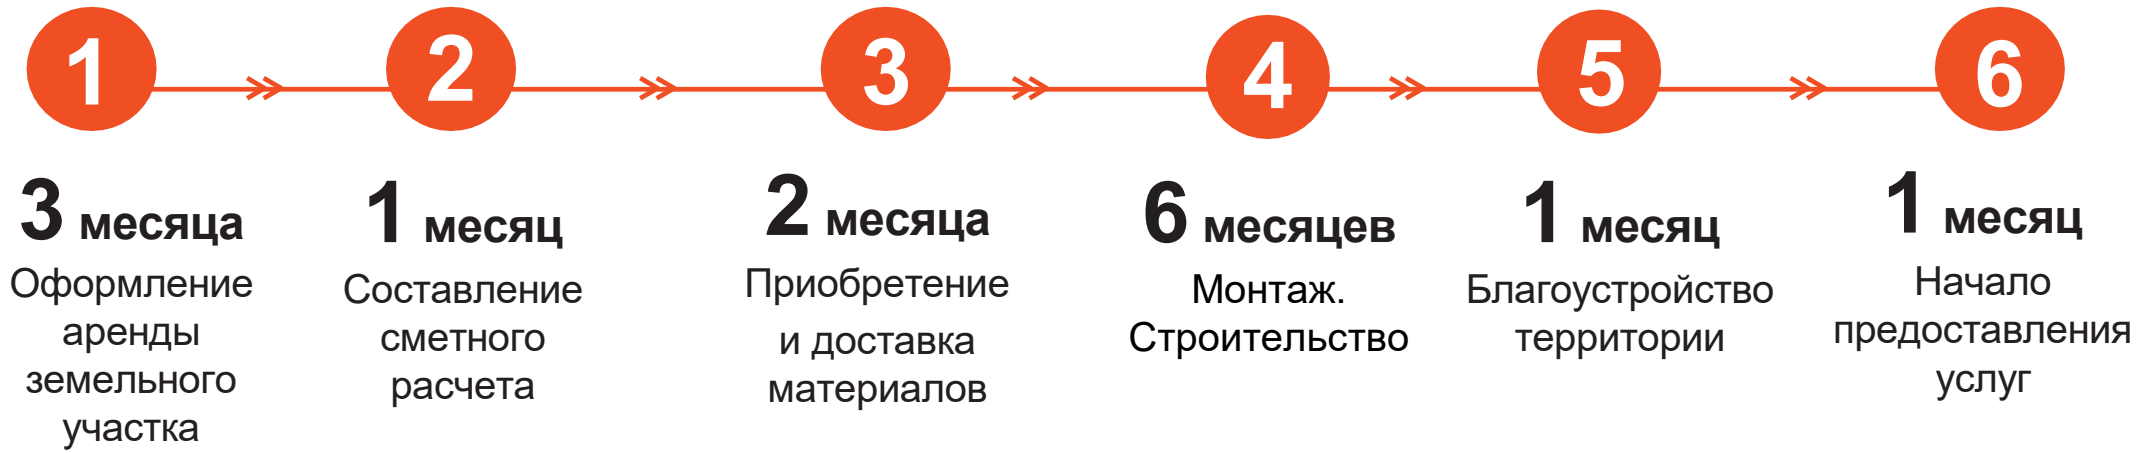 1
2
3
4
5
6
3 месяца
Оформление
аренды
земельного
участка
1 месяц
Составление
сметного
расчета
2 месяца
Приобретение
и доставка
материалов
6 месяцев
Монтаж.
Строительство
1 месяц
Благоустройство
территории
1 месяц
Начало
предоставления
услуг